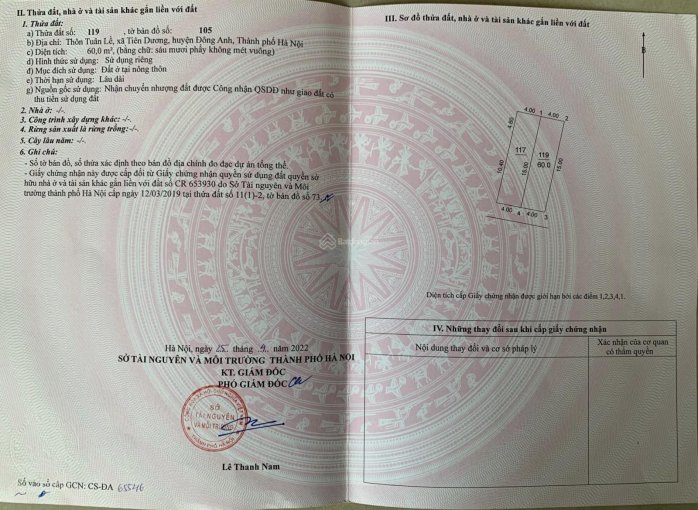 II. Thửa đất, nhà ở và tài sản khác gắn liền với đất
1. Thửa đất:
a) Thửa đất số: 119 , tờ bản đồ số: 105
b) Địa chỉ: Thôn Tuân Lề, xã Tiên Dương, huyện Đông Anh, Thành phố Hà Nội
c) Diện tích: 60,0 m², (bằng chữ: sáu mươi phẩy không mét vuông)
d) Hình thức sử dụng: Sử dụng riêng
đ) Mục đích sử dụng: Đất ở tại nông thôn
e) Thời hạn sử dụng: Lâu dài
g) Nguồn gốc sử dụng: Nhận chuyển nhượng đất được Công nhận QSDĐ như giao đất có
thu tiền sử dụng đất
2. Nhà ở: -/-
3. Công trình xây dựng khác: -/-
4. Rừng sản xuất là rừng trồng: -/-
5. Cây lâu năm: -/-
6. Ghi chú:
- Số tờ bản đồ, số thửa xác định theo bản đồ địa chính đo đạc dự án tổng thể.
- Giấy chứng nhận này được cấp đổi từ Giấy chứng nhận quyền sử dụng đất quyền sở
hữu nhà ở và tài sản khác gắn liền với đất số CR 653930 do Sở Tài nguyên và Môi
trường thành phố Hà Nội cấp ngày 12/03/2019 tại thửa đất số 11(1)-2, tờ bản đồ số 73
Hà Nội, ngày 25 tháng 9 năm 2022
SỞ TÀI NGUYÊN VÀ MÔI TRƯỜNG THÀNH PHỐ HÀ NỘI
KT. GIÁM ĐỐC
PHÓ GIÁM ĐỐC
SỞ
TÀI NGUYÊN
VÀ MÔI TRƯỜNG
THÀNH PHỐ HÀ NỘI
Lê Thanh Nam
Số vào sổ cấp GCN: CS-ĐA 65546
III. Sơ đồ thửa đất, nhà ở và tài sản khác gắn liền với đất
B
4.00 1 4.00 2
4.60
117
119
60.0
10.40
15.00
15.00
4.00 4 4.00 3
Diện tích cấp Giấy chứng nhận được giới hạn bởi các điểm 1,2,3,4,1.
IV. Những thay đổi sau khi cấp giấy chứng nhận
Nội dung thay đổi và cơ sở pháp lý
Xác nhận của cơ quan
có thẩm quyền
Batdongsan